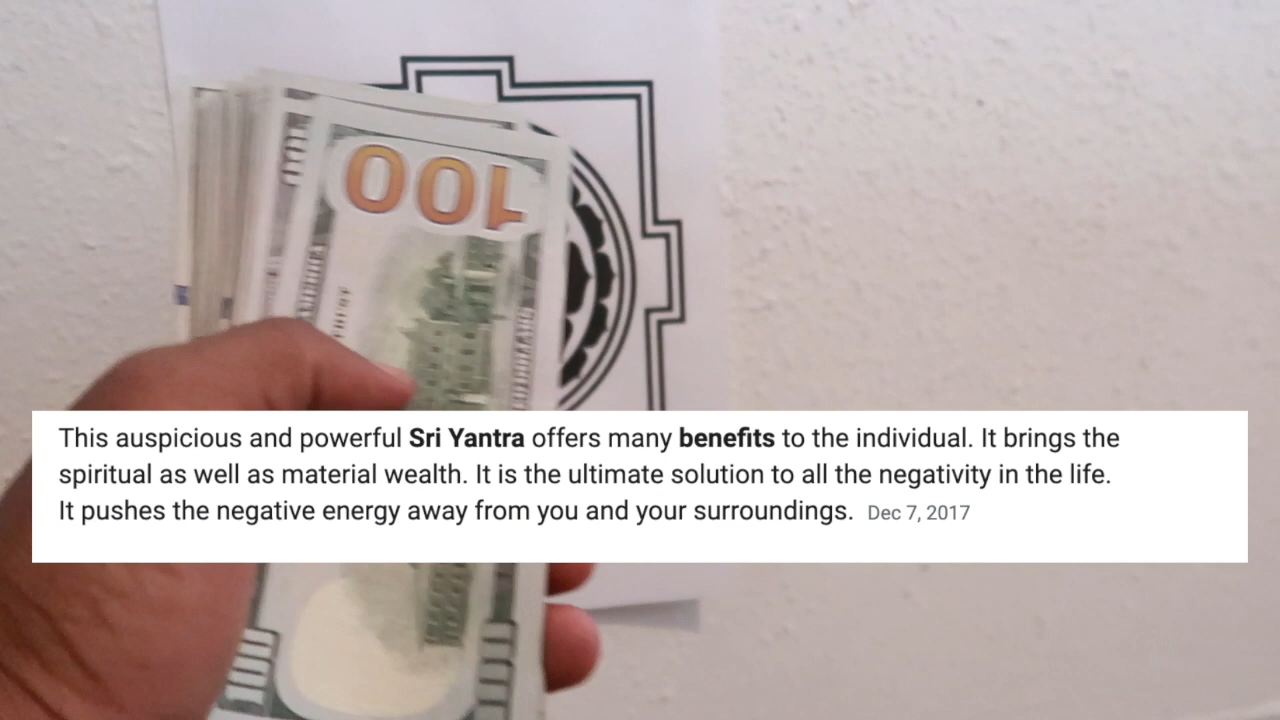 100
This auspicious and powerful Sri Yantra offers many benefits to the individual. It brings the
spiritual as well as material wealth. It is the ultimate solution to all the negativity in the life.
It pushes the negative energy away from you and your surroundings. Dec 7, 2017
100